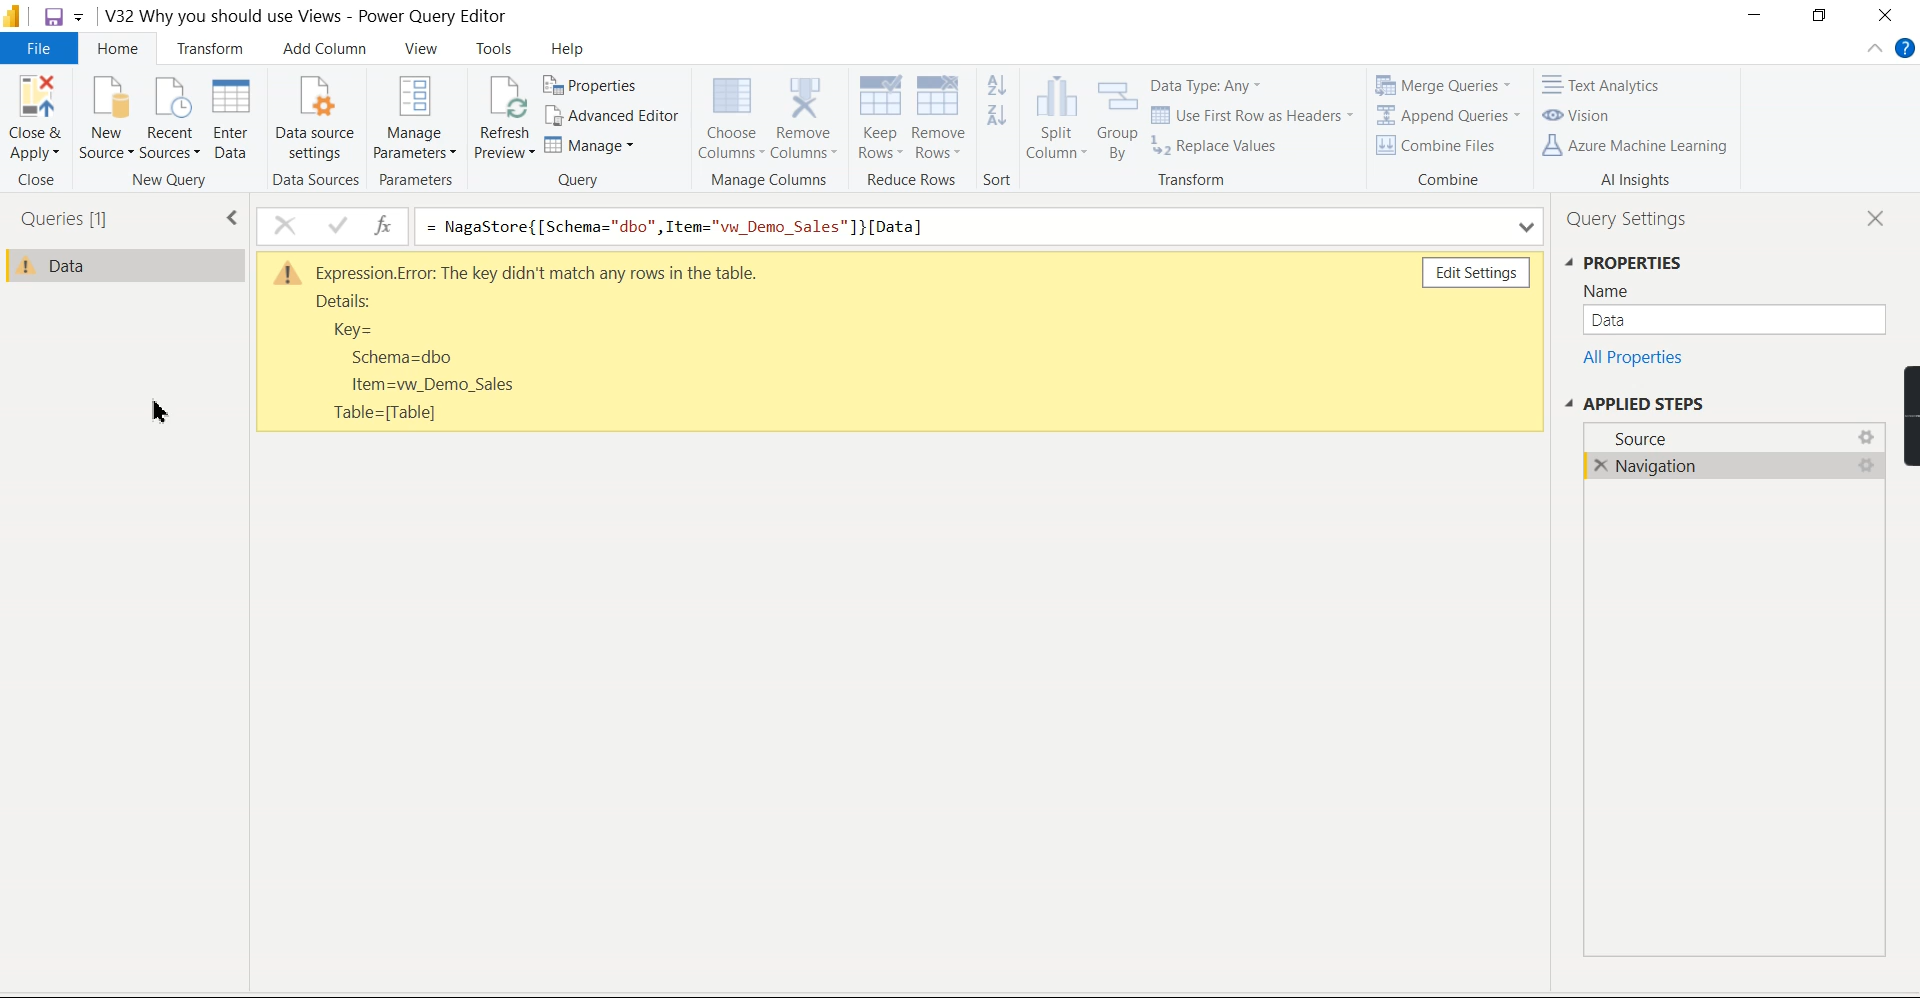 V32 Why you should use Views - Power Query Editor
File Home Transform Add Column View Tools Help
Close & Apply
New Source
Recent Sources
Enter Data
Data source settings
Manage Parameters
Refresh Preview
Properties
Advanced Editor
Manage
Choose Columns
Remove Columns
Keep Rows
Remove Rows
A
Z
Z
A
Split Column
Group By
Data Type: Any
Use First Row as Headers
1 2 Replace Values
Merge Queries
Append Queries
Combine Files
Text Analytics
Vision
Azure Machine Learning
Close New Query Data Sources Parameters Query Manage Columns Reduce Rows Sort Transform Combine AI Insights
?
Queries [1]
Data
fx
= NagaStore{[Schema="dbo",Item="vw_Demo_Sales"]}[Data]
Expression.Error: The key didn't match any rows in the table.
Details:
Key=
Schema=dbo
Item=vw_Demo_Sales
Table=[Table]
Edit Settings
Query Settings
PROPERTIES
Name
Data
All Properties
APPLIED STEPS
Source
Navigation